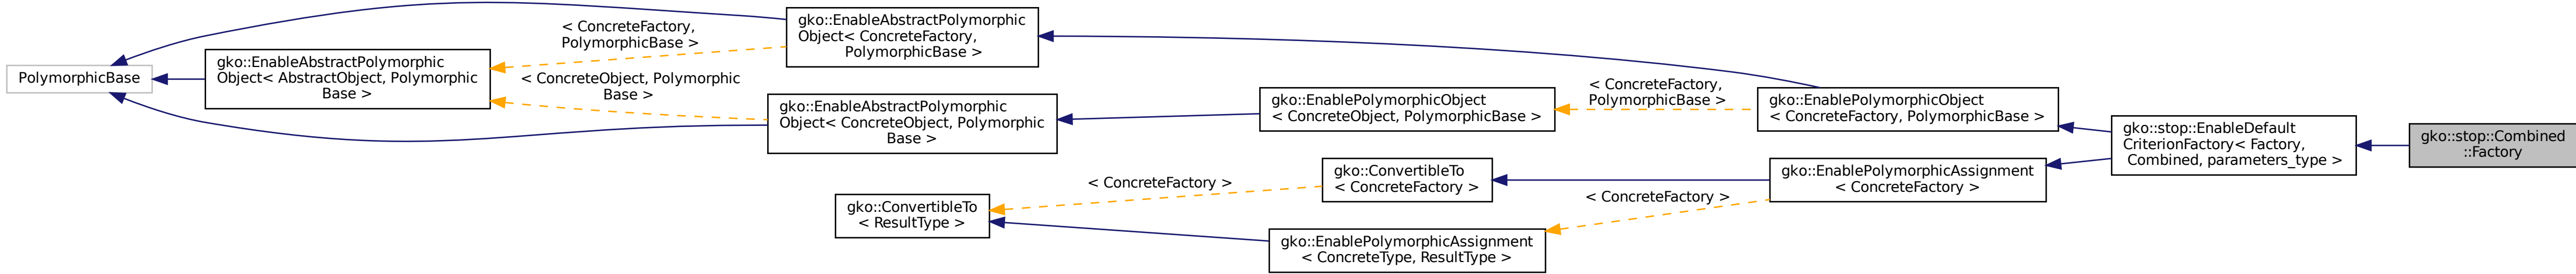 PolymorphicBase
gko::EnableAbstractPolymorphic
Object< AbstractObject, Polymorphic
Base >
< ConcreteFactory,
PolymorphicBase >
< ConcreteObject, Polymorphic
Base >
gko::EnableAbstractPolymorphic
Object< ConcreteFactory,
PolymorphicBase >
gko::EnableAbstractPolymorphic
Object< ConcreteObject, Polymorphic
Base >
gko::ConvertibleTo
< ResultType >
< ConcreteFactory >
gko::EnablePolymorphicObject
< ConcreteObject, PolymorphicBase >
gko::ConvertibleTo
< ConcreteFactory >
gko::EnablePolymorphicAssignment
< ConcreteType, ResultType >
< ConcreteFactory,
PolymorphicBase >
< ConcreteFactory >
gko::EnablePolymorphicObject
< ConcreteFactory, PolymorphicBase >
gko::EnablePolymorphicAssignment
< ConcreteFactory >
gko::stop::EnableDefault
CriterionFactory< Factory,
Combined, parameters_type >
gko::stop::Combined
::Factory